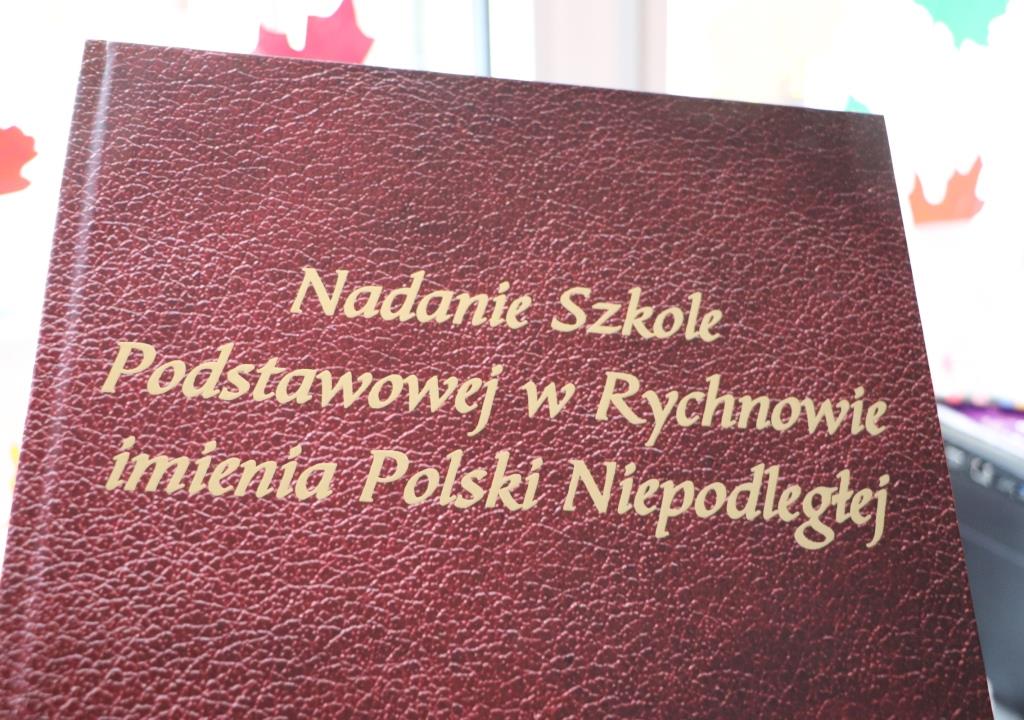 Nadanie Szkole
Podstawowej w Rychnowie
imienia Polski Niepodległej